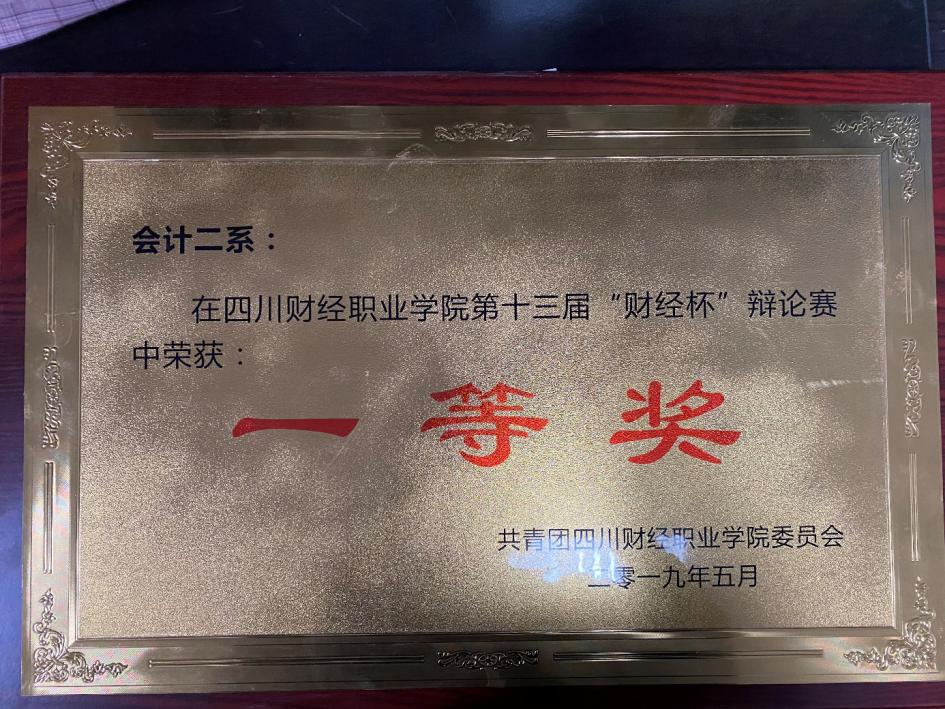 会计二系：
在四川财经职业学院第十三届“财经杯”辩论赛
中荣获：
一等奖
共青团四川财经职业学院委员会
二零一九年五月